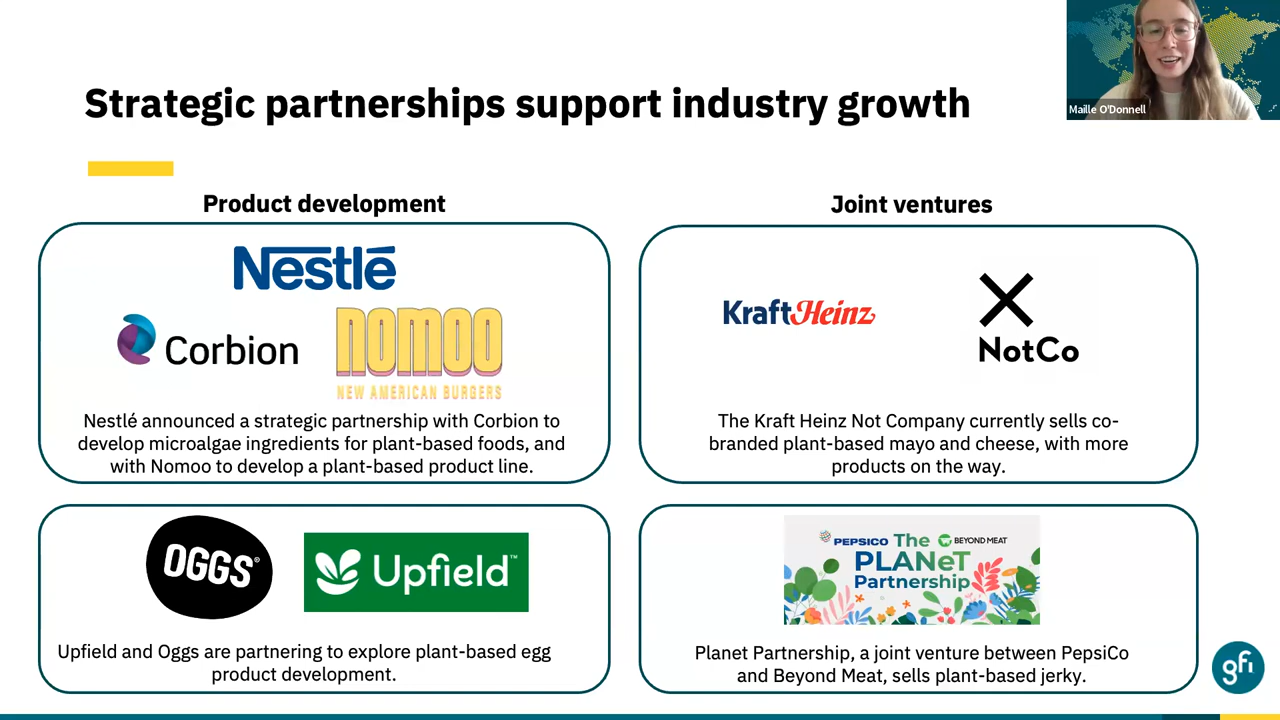 Maille O'Donnell
Strategic partnerships support industry growth
Product development
Nestlé
Corbion
nomoo
NEW AMERICAN BURGERS
Nestlé announced a strategic partnership with Corbion to
develop microalgae ingredients for plant-based foods, and
with Nomoo to develop a plant-based product line.
Joint ventures
KraftHeinz
NotCo
The Kraft Heinz Not Company currently sells co-
branded plant-based mayo and cheese, with more
products on the way.
OGGS®
Upfield™
Upfield and Oggs are partnering to explore plant-based egg
product development.
PEPSICO The BEYOND MEAT
PLANeT
Partnership
Planet Partnership, a joint venture between PepsiCo
and Beyond Meat, sells plant-based jerky.
gfi